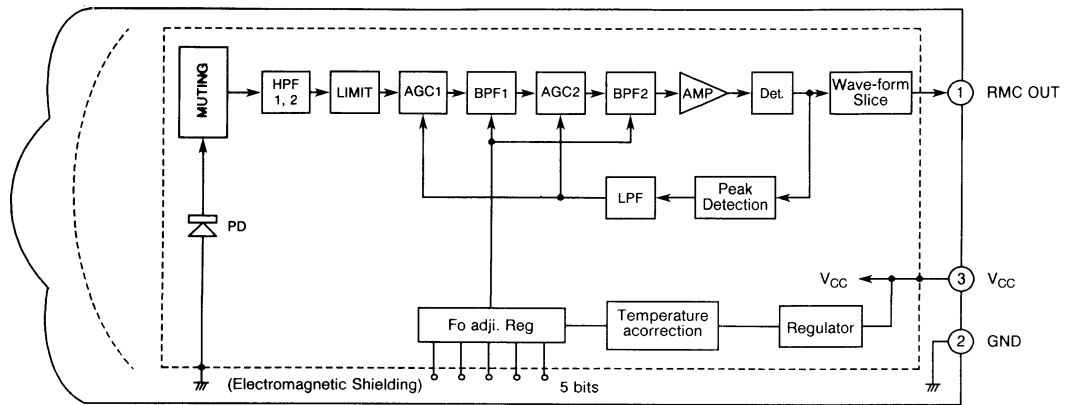 MUTING
HPF
1, 2
LIMIT
AGC1
BPF1
AGC2
BPF2
AMP
Det.
Wave-form
Slice
1
RMC OUT
LPF
Peak
Detection
PD
VCC
3
VCC
Fo adji. Reg
Temperature
acorrection
Regulator
2
GND
(Electromagnetic Shielding)
5 bits